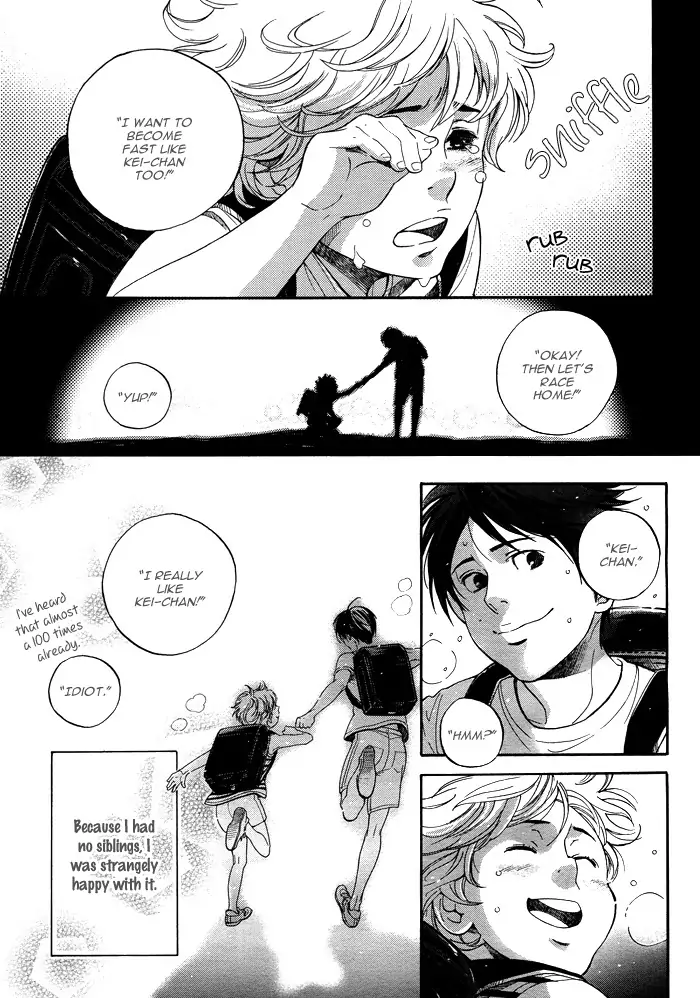 "I WANT TO
BECOME
FAST LIKE
KEI-CHAN
TOO!"
sniffle
rub
rub
"OKAY!
THEN LET'S
RACE
HOME!"
"YUP!"
"KEI-
CHAN."
"HMM?"
"I REALLY
LIKE
KEI-CHAN!"
I've heard
that almost
a 100 times
already.
"IDIOT."
Because I had
no siblings, I
was strangely
happy with it.